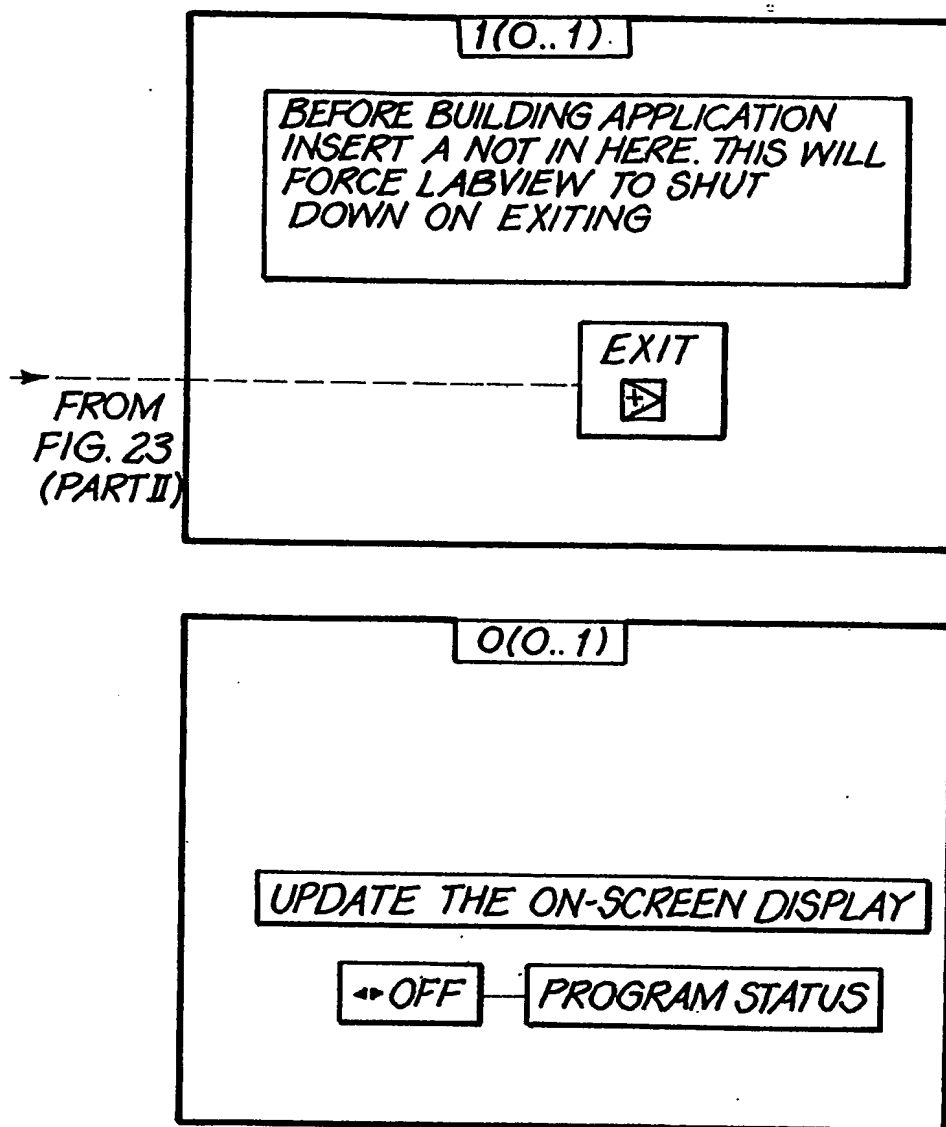 1(0..1)
BEFORE BUILDING APPLICATION
INSERT A NOT IN HERE. THIS WILL
FORCE LABVIEW TO SHUT
DOWN ON EXITING
EXIT
+
FROM
FIG. 23
(PART II)
0(0..1)
UPDATE THE ON-SCREEN DISPLAY
OFF
PROGRAM STATUS